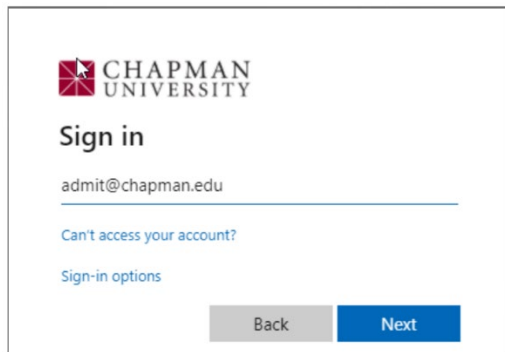 CHAPMAN
UNIVERSITY
Sign in
admit@chapman.edu
Can't access your account?
Sign-in options
Back Next